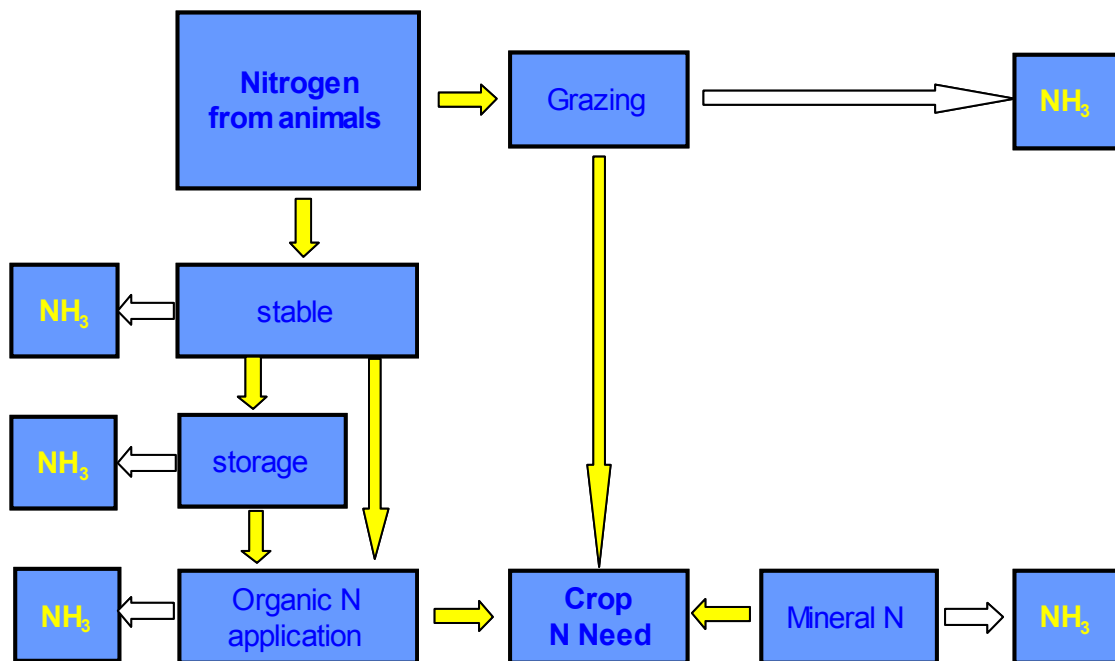 Nitrogen
from animals
Grazing
NH₃
NH₃
stable
NH₃
storage
NH₃
Organic N
application
Crop
N Need
Mineral N
NH₃